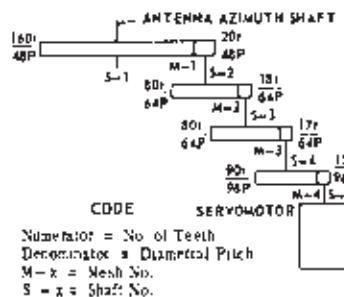 ANTENNA AZIMUTH SHAFT
160T 20T
48P 48P
M-1
S-1 S-2
80T 18T
64P 64P
M-2 S-3
80T 17T
64P 64P
M-3 S-4
90T
96P
M-4
CODE SERVOMOTOR
Numerator = No. of Teeth
Denominator = Diametral Pitch
M-x = Mesh No.
S-x = Shaft No.